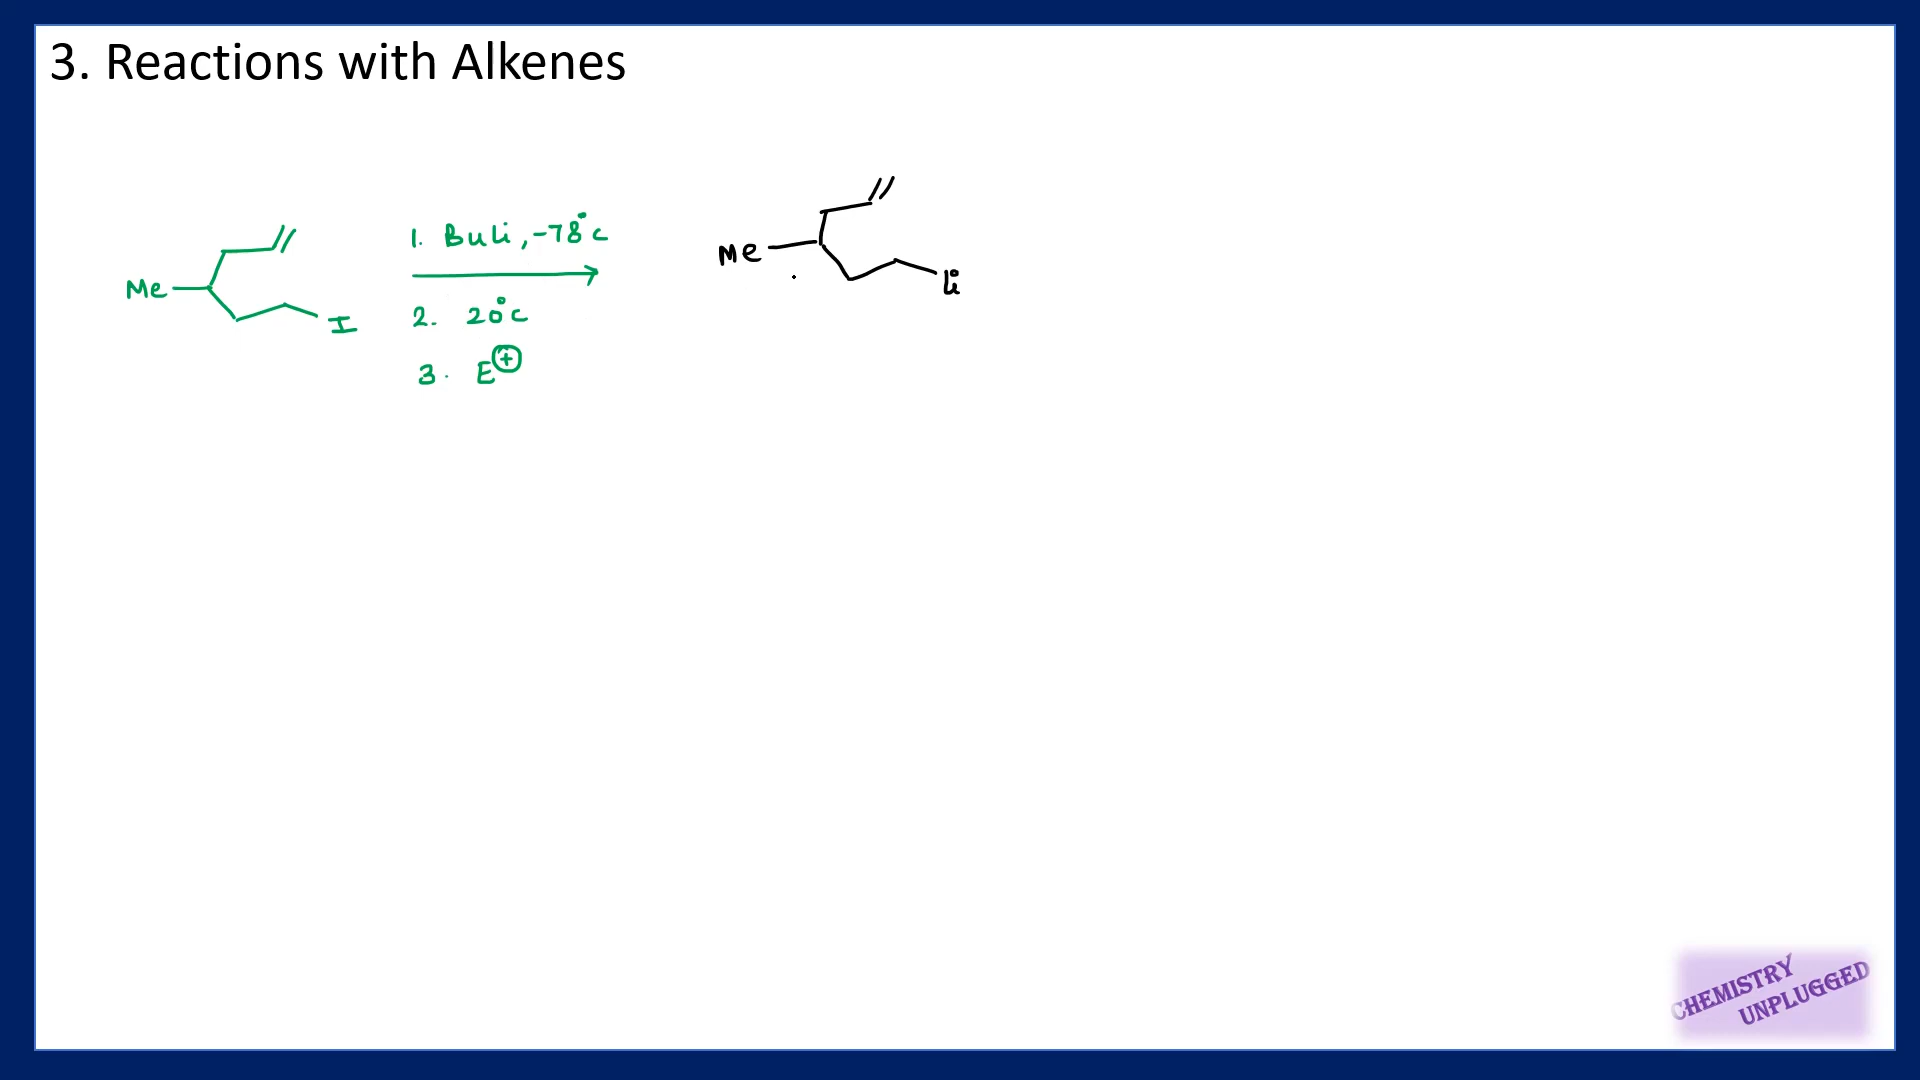 3. Reactions with Alkenes
1. BuLi, -78°C
Me
I
2. 20°C
3. E⊕
Me
Li
CHEMISTRY
UNPLUGGED